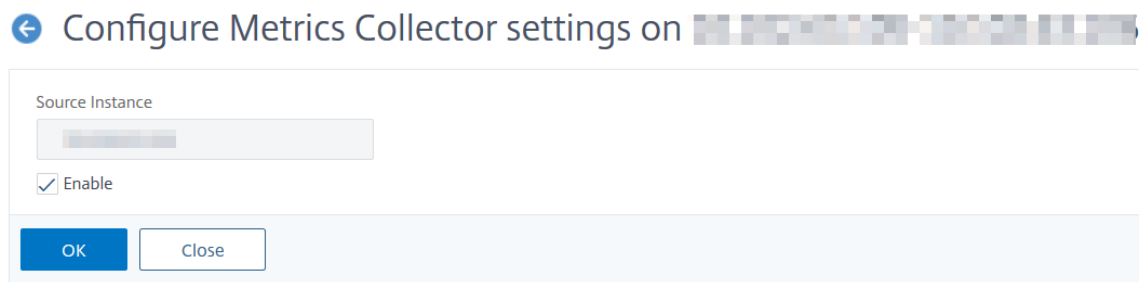 Configure Metrics Collector settings on
Source Instance
Enable
OK
Close